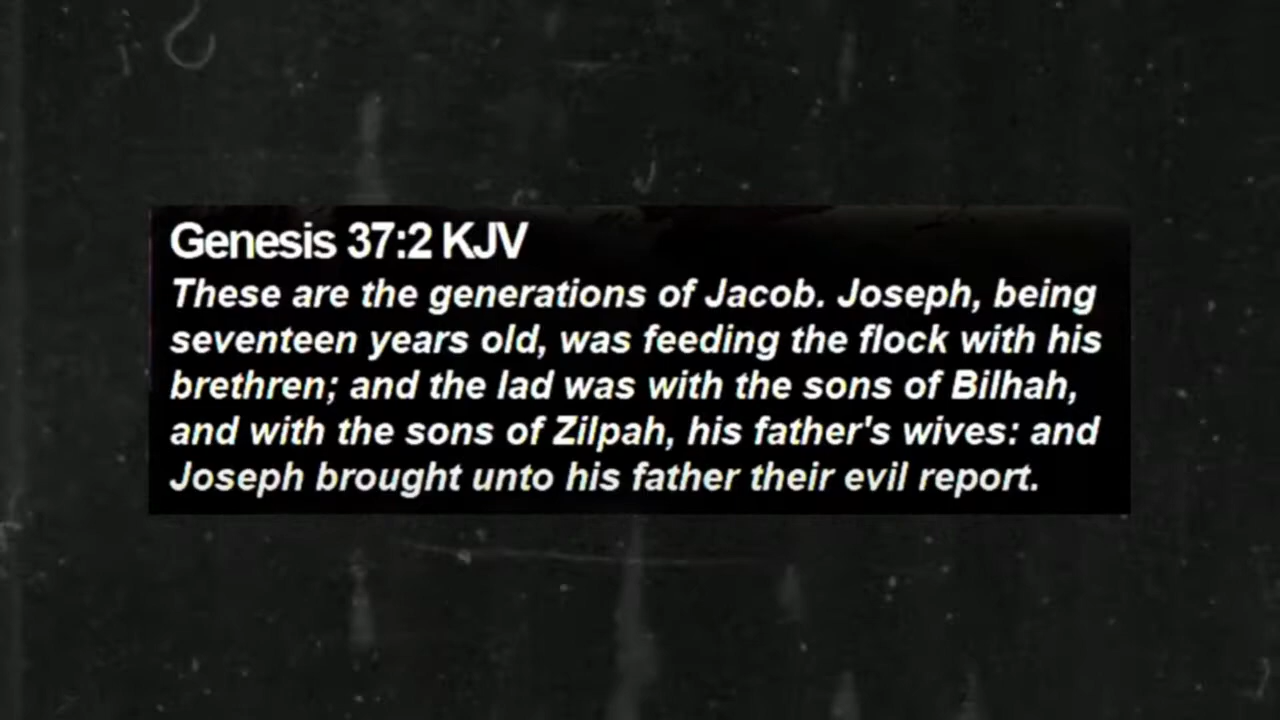 Genesis 37:2 KJV
These are the generations of Jacob. Joseph, being
seventeen years old, was feeding the flock with his
brethren; and the lad was with the sons of Bilhah,
and with the sons of Zilpah, his father's wives: and
Joseph brought unto his father their evil report.